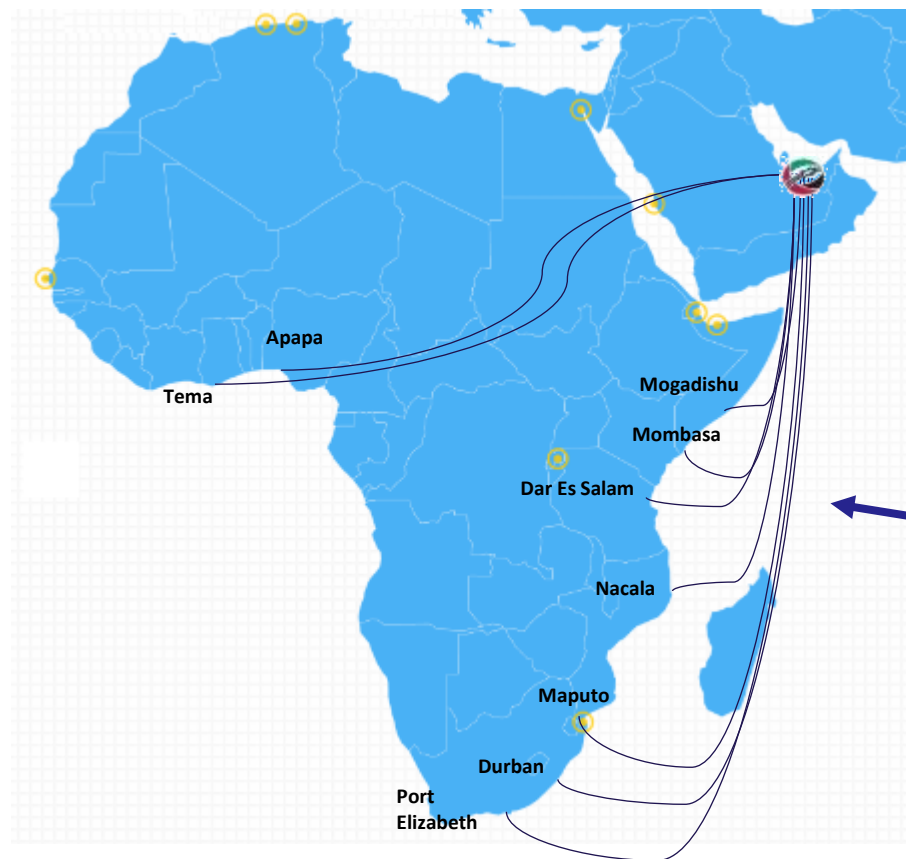 Apapa
Tema
Mogadishu
Mombasa
Dar Es Salam
Nacala
Maputo
Durban
Port
Elizabeth